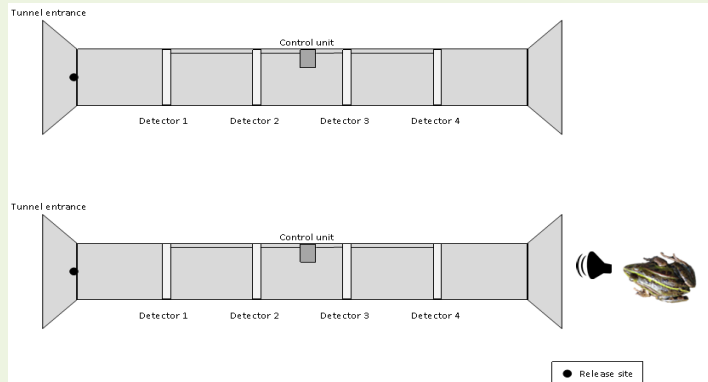 Tunnel entrance
Control unit
Detector 1 Detector 2 Detector 3 Detector 4
Tunnel entrance
Control unit
Detector 1 Detector 2 Detector 3 Detector 4
Release site